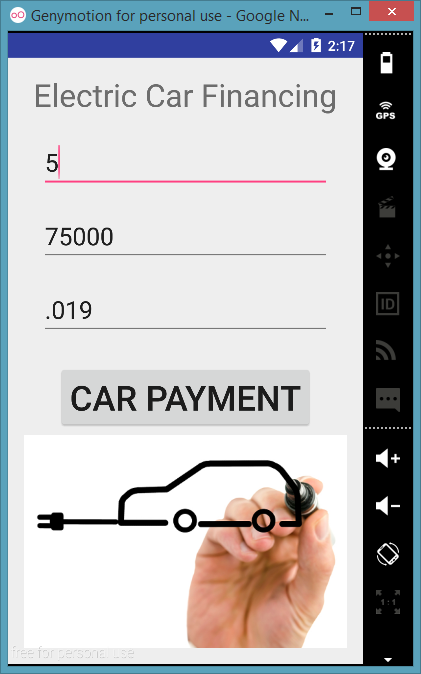 Genymotion for personal use - Google N...
2:17
Electric Car Financing
5
75000
.019
CAR PAYMENT
free for personal use
GPS
ID
1:1